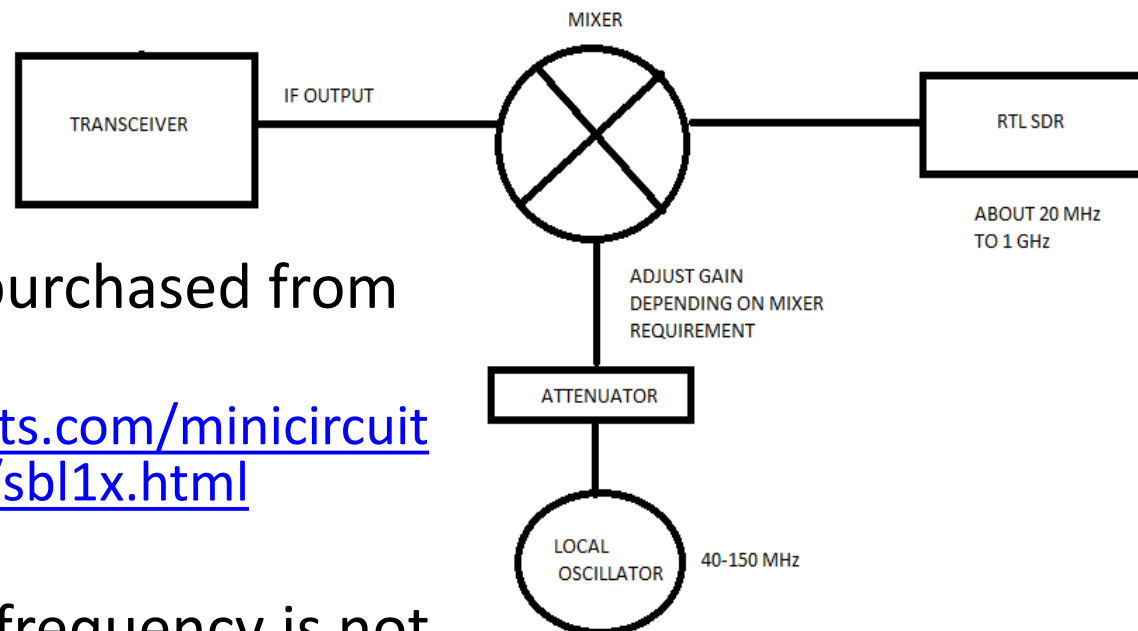 MIXER
IF OUTPUT
TRANSCEIVER
RTL SDR
ABOUT 20 MHz
TO 1 GHz
purchased from
ADJUST GAIN
DEPENDING ON MIXER
REQUIREMENT
ATTENUATOR
ts.com/minicircuit
/sbl1x.html
LOCAL
OSCILLATOR
40-150 MHz
frequency is not